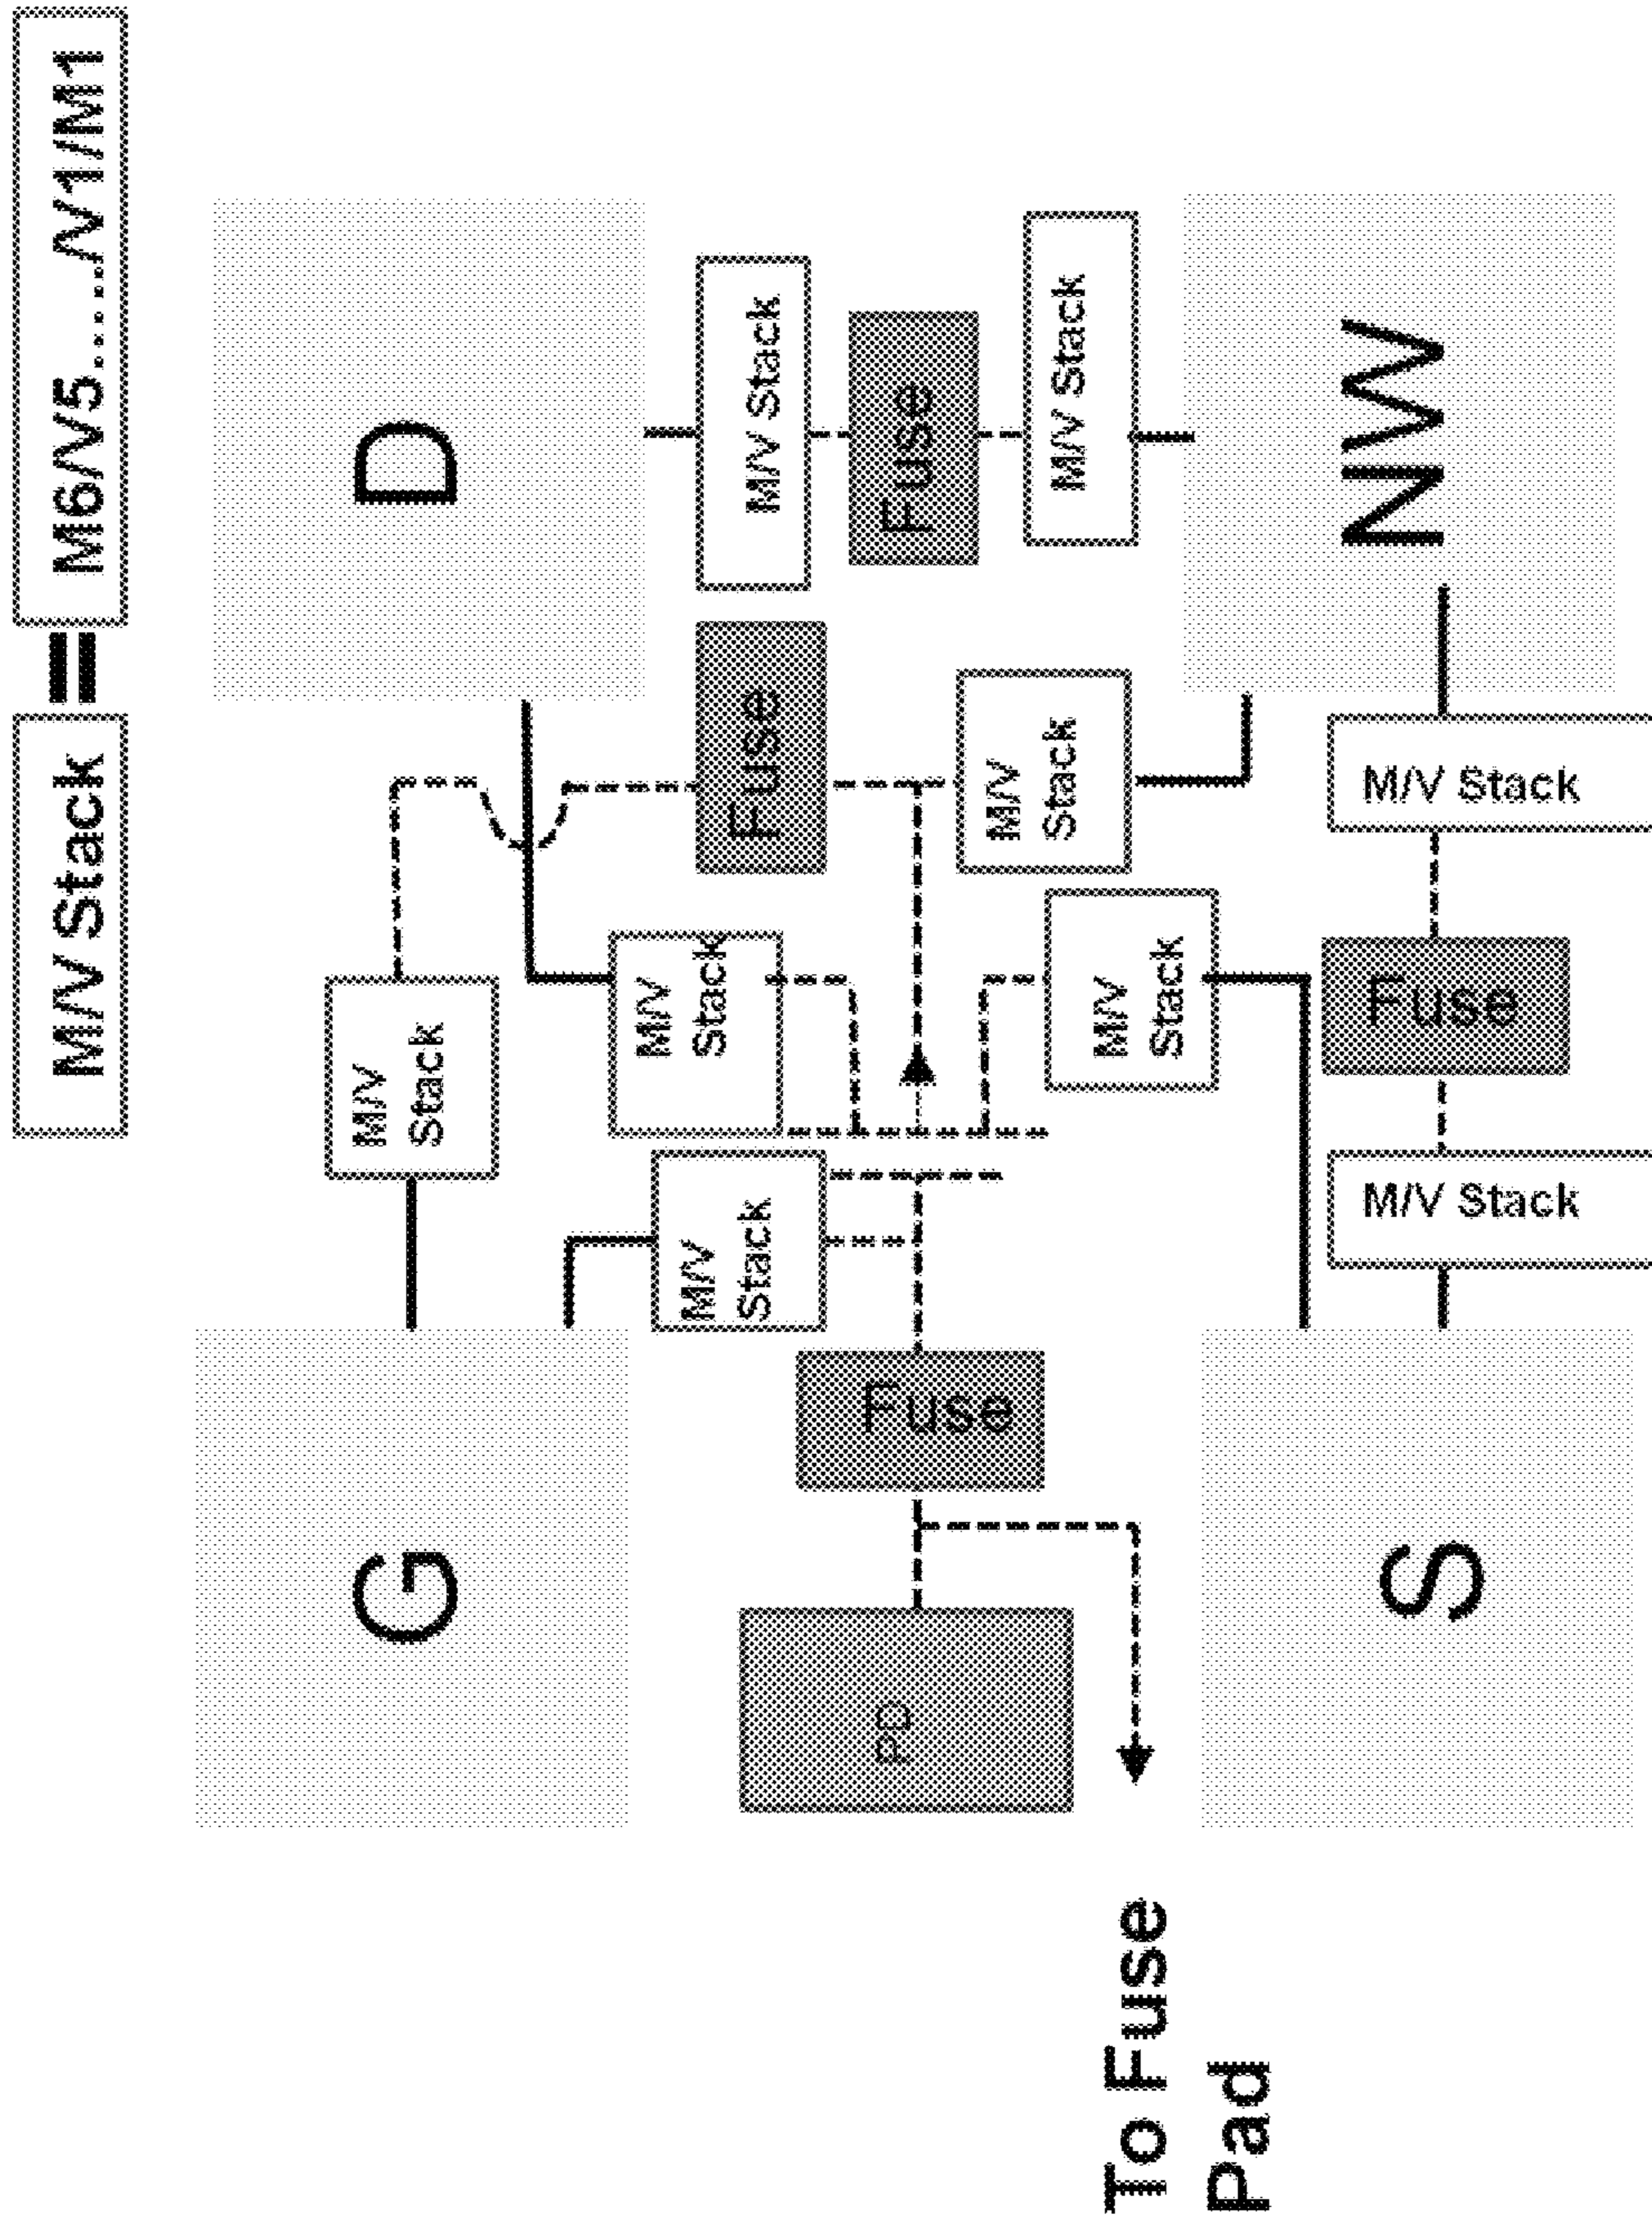 M/V Stack = M6/V5....../V1/M1
G
M/V
Stack
D
M/V
Stack
M/V
Stack
Fuse
M/V Stack
Fuse
M/V Stack
PD
Fuse
M/V
Stack
M/V
Stack
To Fuse
Pad
S
M/V Stack
Fuse
M/V Stack
NW